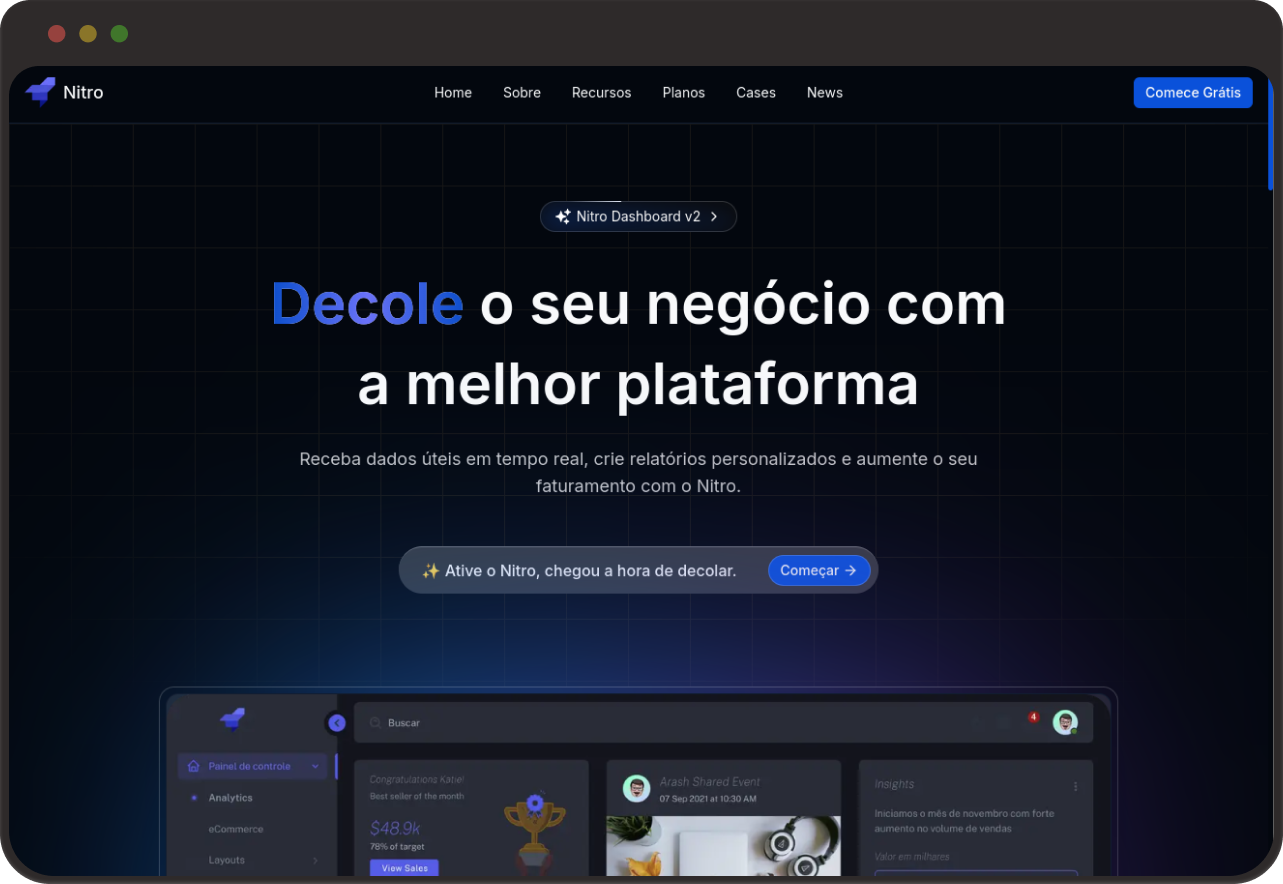 Nitro
Home
Sobre
Recursos
Planos
Cases
News
Comece Grátis
Nitro Dashboard v2
Decole o seu negócio com
a melhor plataforma
Receba dados úteis em tempo real, crie relatórios personalizados e aumente o seu
faturamento com o Nitro.
✨ Ative o Nitro, chegou a hora de decolar.
Começar →
Buscar
4
Painel de controle
Analytics
eCommerce
Layouts
Congratulations Katie!
Best seller of the month
$48.9k
78% of target
View Sales
Arash Shared Event
07 Sep 2021 at 10:30 AM
Insights
Iniciamos o mês de novembro com forte
aumento no volume de vendas
Valor em milhares